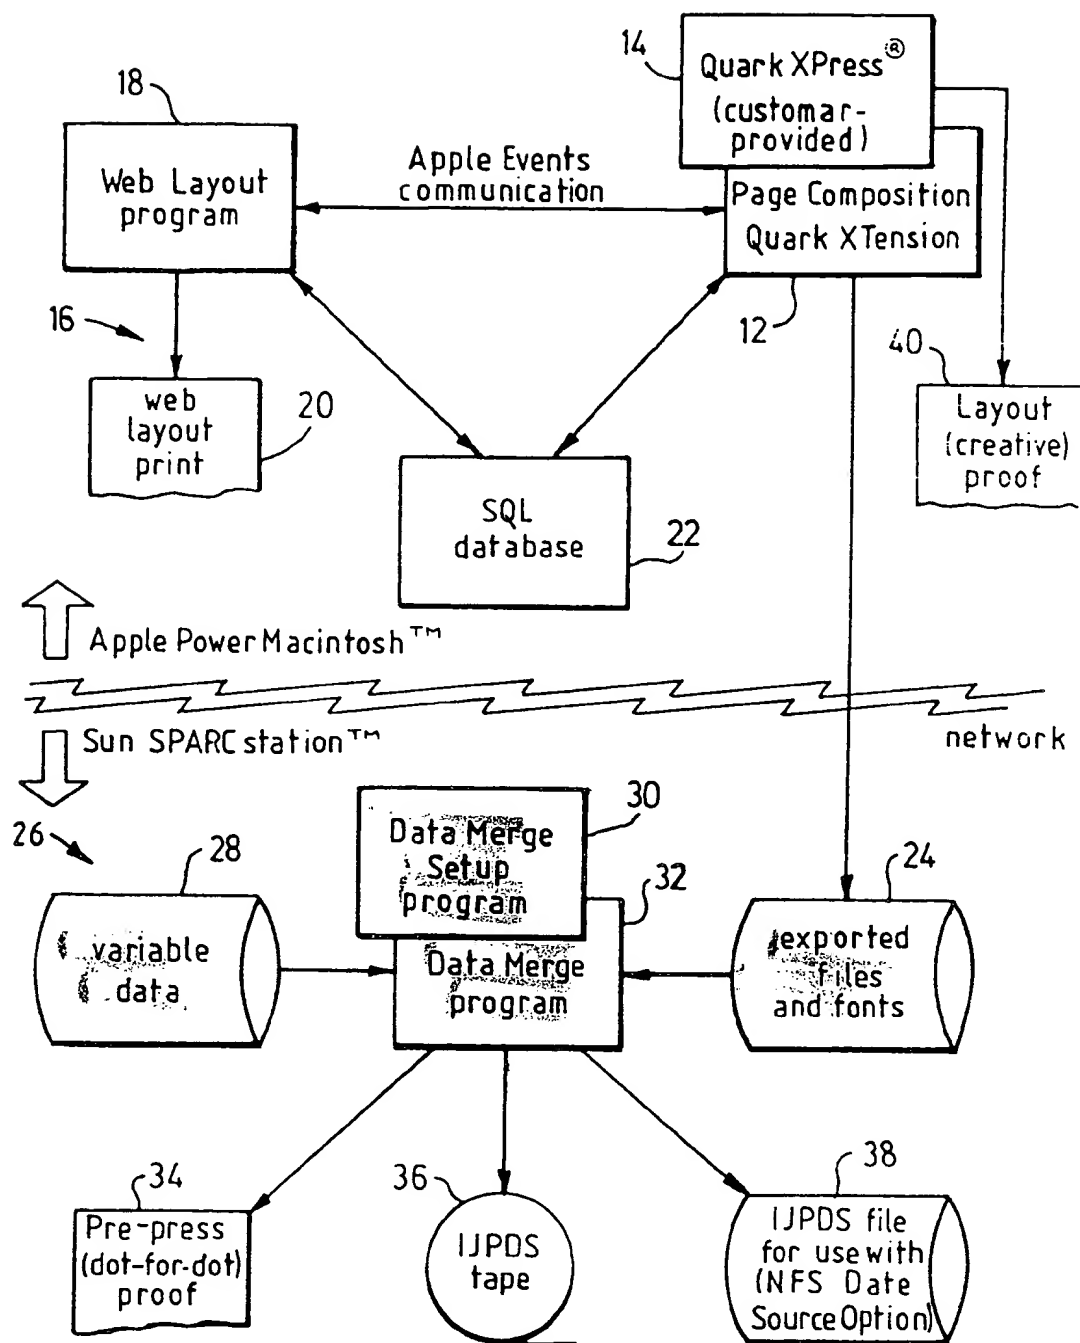 14
Quark XPress®
(customar-
provided)
18
Web Layout
program
Apple Events
communication
Page Composition
Quark XTension
16
12
40
web
layout
print
20
Layout
(creative)
proof
SQL
database
22
Apple Power Macintosh™
Sun SPARC station™
network
26
28
30
Data Merge
Setup
program
32
24
variable
data
Data Merge
program
exported
files
and fonts
34
36
38
Pre-press
(dot-for-dot)
proof
IJPDS
tape
IJPDS file
for use with
(NFS Date
Source Option)